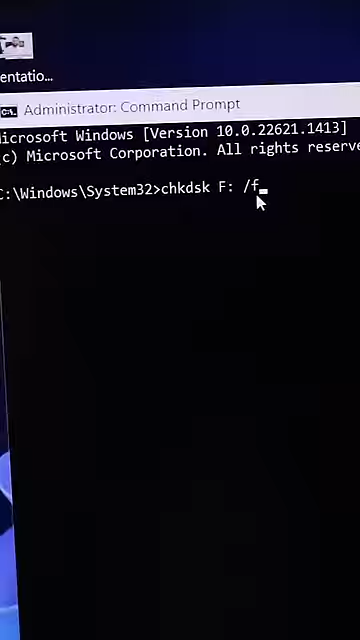 entatio...
C:\. Administrator: Command Prompt
icrosoft Windows [Version 10.0.22621.1413]
c) Microsoft Corporation. All rights reserve
C:\Windows\System32>chkdsk F: /f